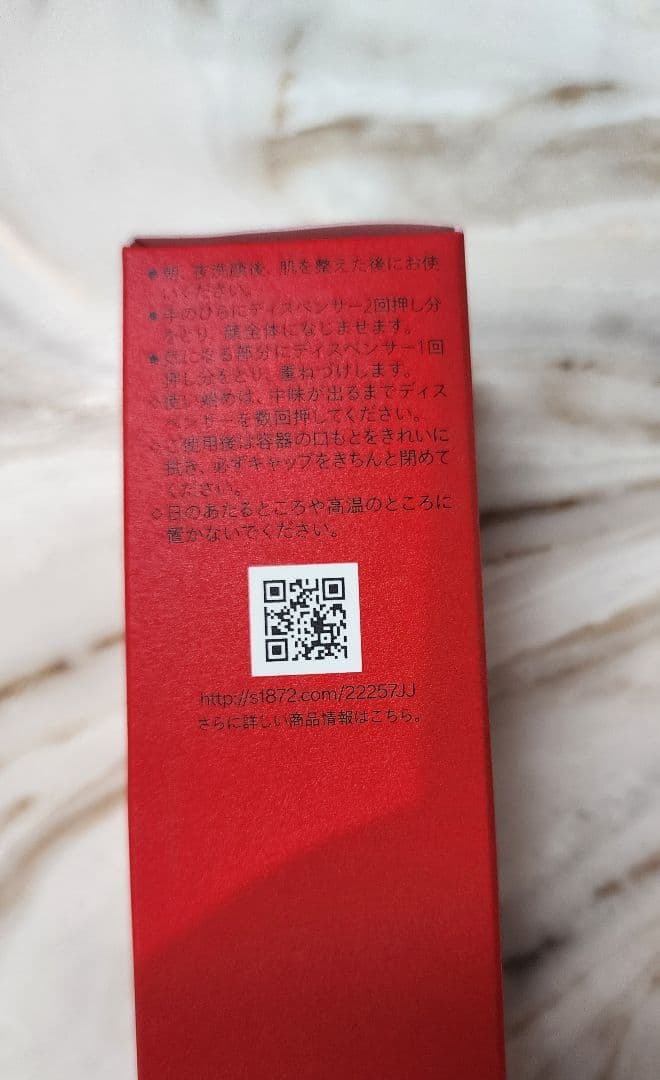 ●朝、夜洗顔後、肌を整えた後にお使
いください。
●手のひらにディスペンサー2回押し分
をとり、顔全体になじませます。
●気になる部分にディスペンサー1回
押し分をとり、重ねづけします。
◇使い始めは、中味が出るまでディス
ペンサーを数回押してください。
◇ご使用後は容器の口もとをきれいに
拭き、必ずキャップをきちんと閉めて
ください。
◇日のあたるところや高温のところに
置かないでください。
http://s1872.com/22257JJ
さらに詳しい商品情報はこちら。